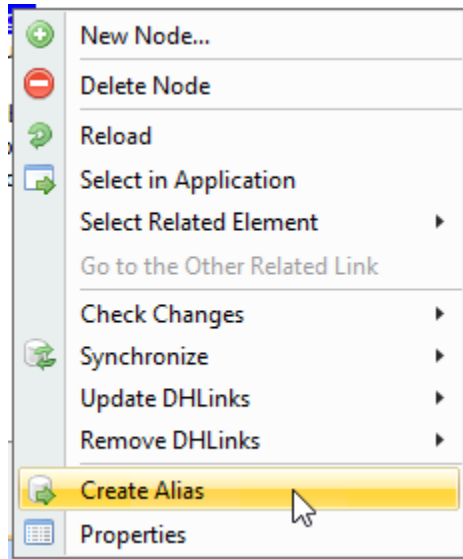 New Node...
Delete Node
Reload
Select in Application
Select Related Element
Go to the Other Related Link
Check Changes
Synchronize
Update DHLinks
Remove DHLinks
Create Alias
Properties